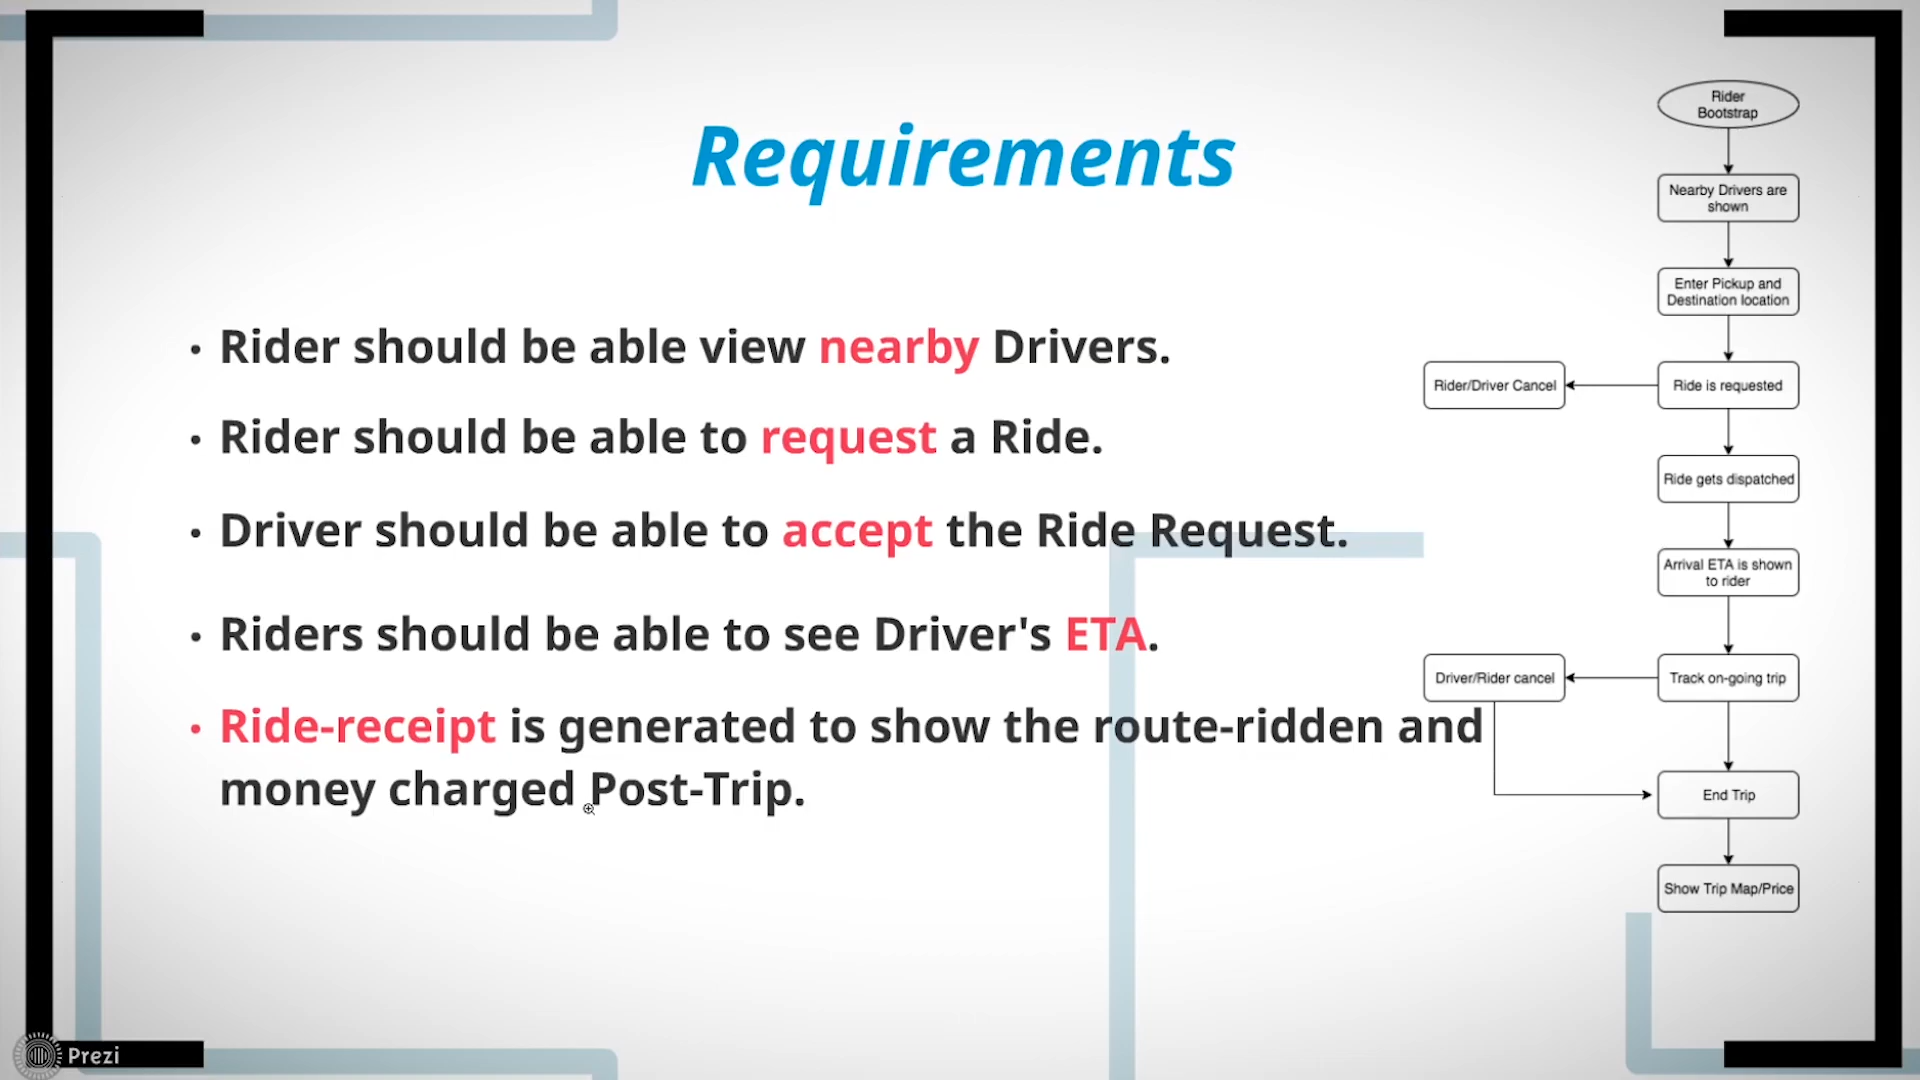 Requirements
• Rider should be able view nearby Drivers.
• Rider should be able to request a Ride.
• Driver should be able to accept the Ride Request.
• Riders should be able to see Driver's ETA.
• Ride-receipt is generated to show the route-ridden and
money charged Post-Trip.
Rider
Bootstrap
Nearby Drivers are
shown
Enter Pickup and
Destination location
Ride is requested
Rider/Driver Cancel
Ride gets dispatched
Arrival ETA is shown
to rider
Track on-going trip
Driver/Rider cancel
End Trip
Show Trip Map/Price
Prezi